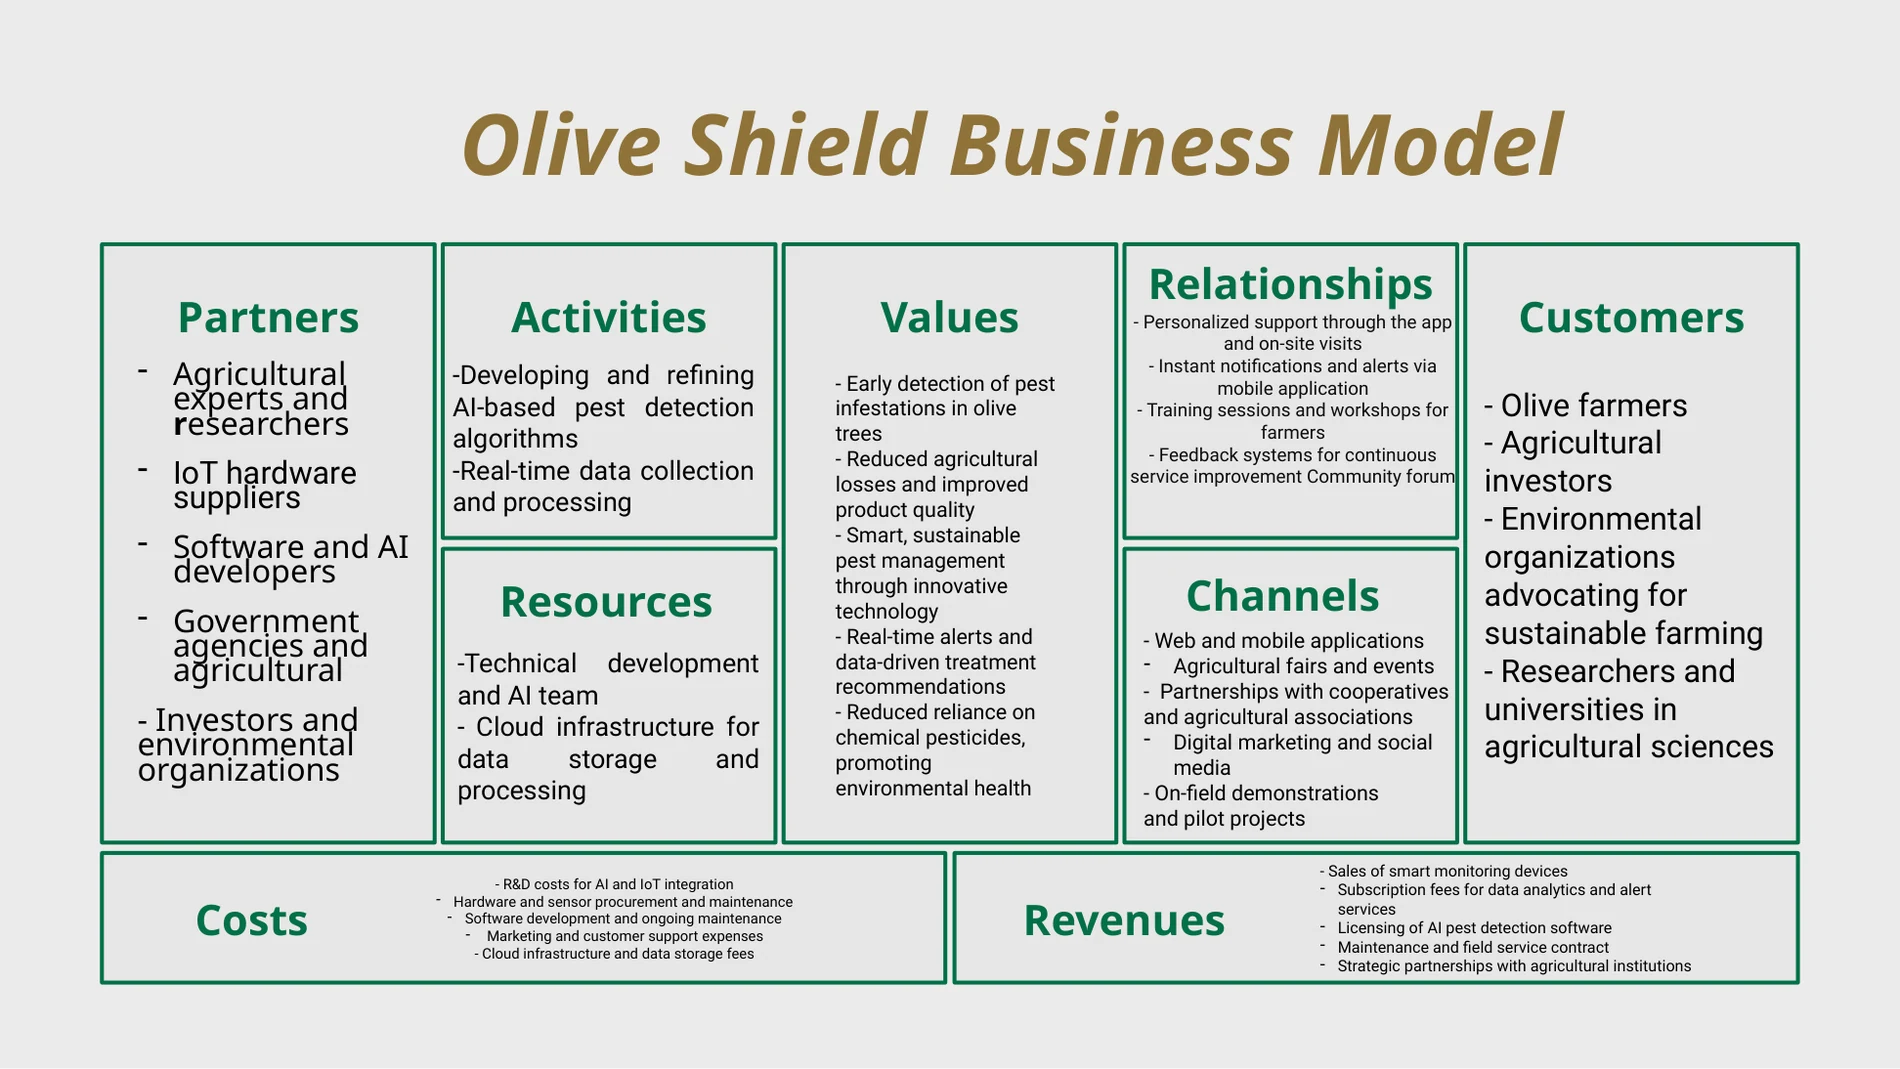 Olive Shield Business Model
Partners
- Agricultural
experts and
researchers
- IoT hardware
suppliers
- Software and AI
developers
- Government
agencies and
agricultural
- Investors and
environmental
organizations
Activities
-Developing and refining
AI-based pest detection
algorithms
-Real-time data collection
and processing
Resources
-Technical development
and AI team
- Cloud infrastructure for
data storage and
processing
Values
- Early detection of pest
infestations in olive
trees
- Reduced agricultural
losses and improved
product quality
- Smart, sustainable
pest management
through innovative
technology
- Real-time alerts and
data-driven treatment
recommendations
- Reduced reliance on
chemical pesticides,
promoting
environmental health
Relationships
- Personalized support through the app
and on-site visits
- Instant notifications and alerts via
mobile application
- Training sessions and workshops for
farmers
- Feedback systems for continuous
service improvement Community forum
Channels
- Web and mobile applications
- Agricultural fairs and events
- Partnerships with cooperatives
and agricultural associations
- Digital marketing and social
media
- On-field demonstrations
and pilot projects
Customers
- Olive farmers
- Agricultural
investors
- Environmental
organizations
advocating for
sustainable farming
- Researchers and
universities in
agricultural sciences
Costs
- R&D costs for AI and IoT integration
- Hardware and sensor procurement and maintenance
- Software development and ongoing maintenance
- Marketing and customer support expenses
- Cloud infrastructure and data storage fees
Revenues
- Sales of smart monitoring devices
- Subscription fees for data analytics and alert
services
- Licensing of AI pest detection software
- Maintenance and field service contract
- Strategic partnerships with agricultural institutions